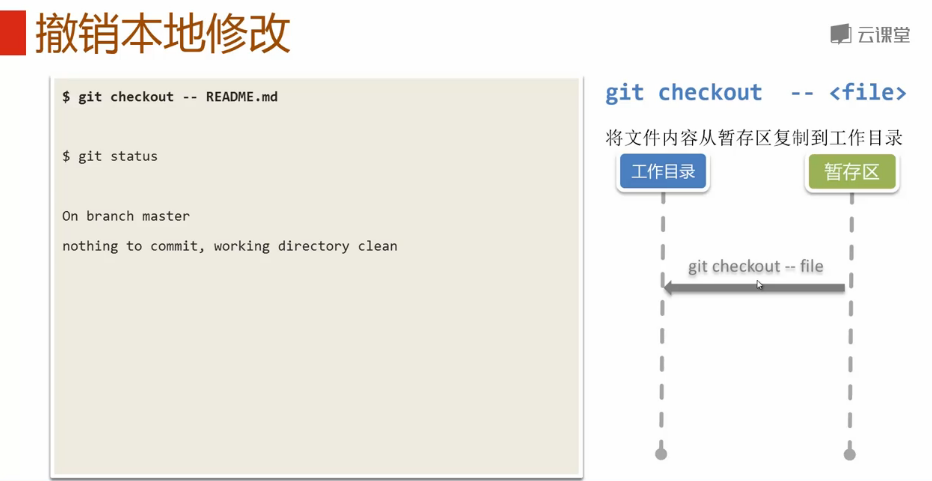 撤销本地修改
云课堂
$ git checkout -- README.md
$ git status
On branch master
nothing to commit, working directory clean
git checkout -- <file>
将文件内容从暂存区复制到工作目录
工作目录
暂存区
git checkout -- file